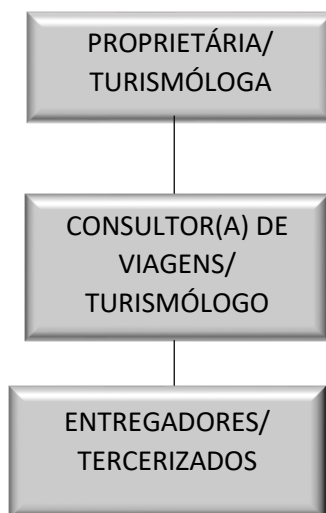 PROPRIETÁRIA/
TURISMÓLOGA
CONSULTOR(A) DE
VIAGENS/
TURISMÓLOGO
ENTREGADORES/
TERCERIZADOS